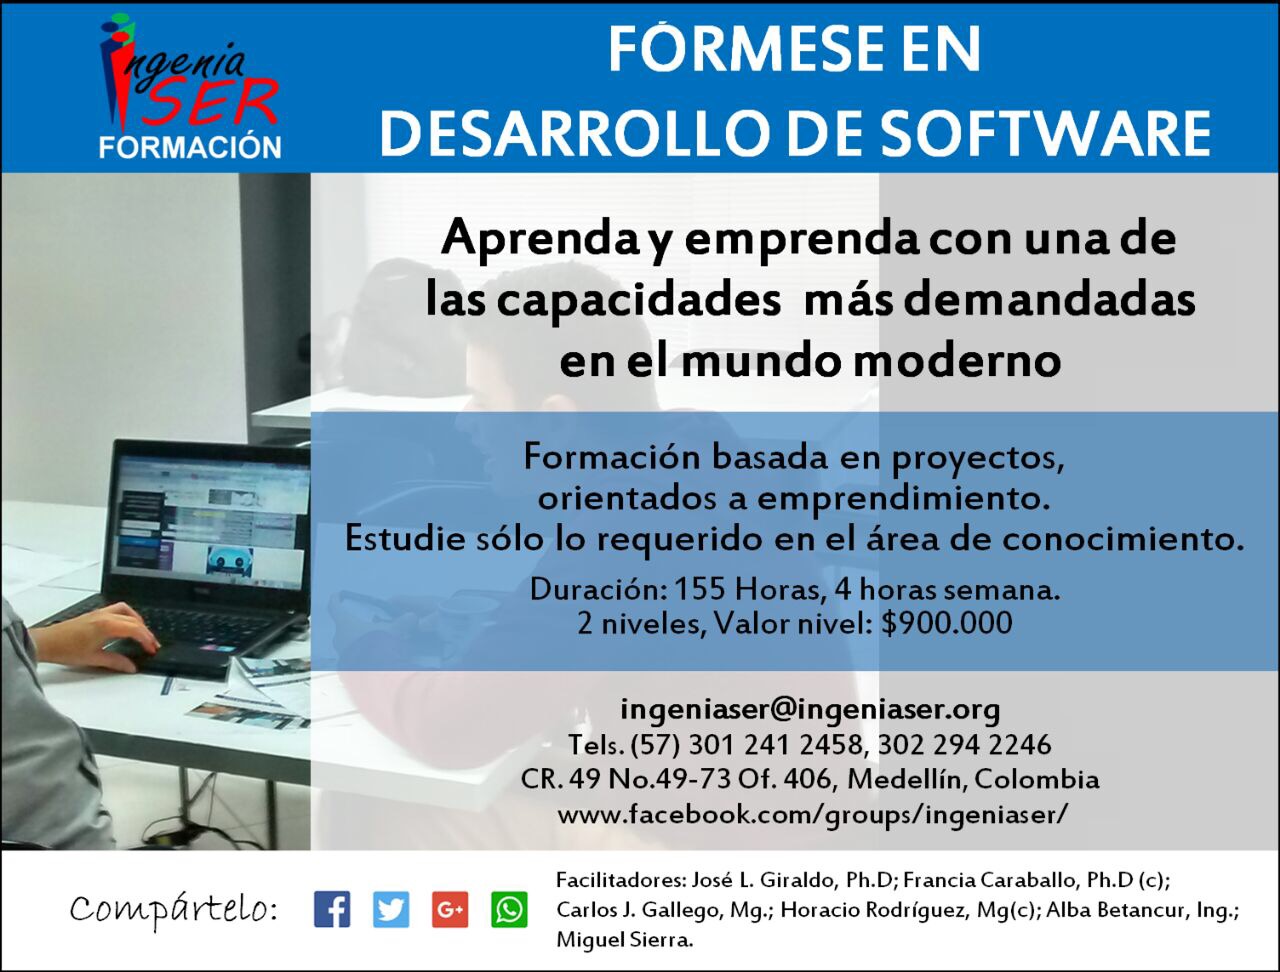 ingenia
SER
FORMACIÓN
FÓRMESE EN
DESARROLLO DE SOFTWARE
Aprenda y emprenda con una de
las capacidades más demandadas
en el mundo moderno
Formación basada en proyectos,
orientados a emprendimiento.
Estudie sólo lo requerido en el área de conocimiento.
Duración: 155 Horas, 4 horas semana.
2 niveles, Valor nivel: $900.000
ingeniaser@ingeniaser.org
Tels. (57) 301 241 2458, 302 294 2246
CR. 49 No.49-73 Of. 406, Medellín, Colombia
www.facebook.com/groups/ingeniaser/
Compártelo:
G+
Facilitadores: José L. Giraldo, Ph.D; Francia Caraballo, Ph.D (c);
Carlos J. Gallego, Mg.; Horacio Rodríguez, Mg(c); Alba Betancur, Ing.;
Miguel Sierra.